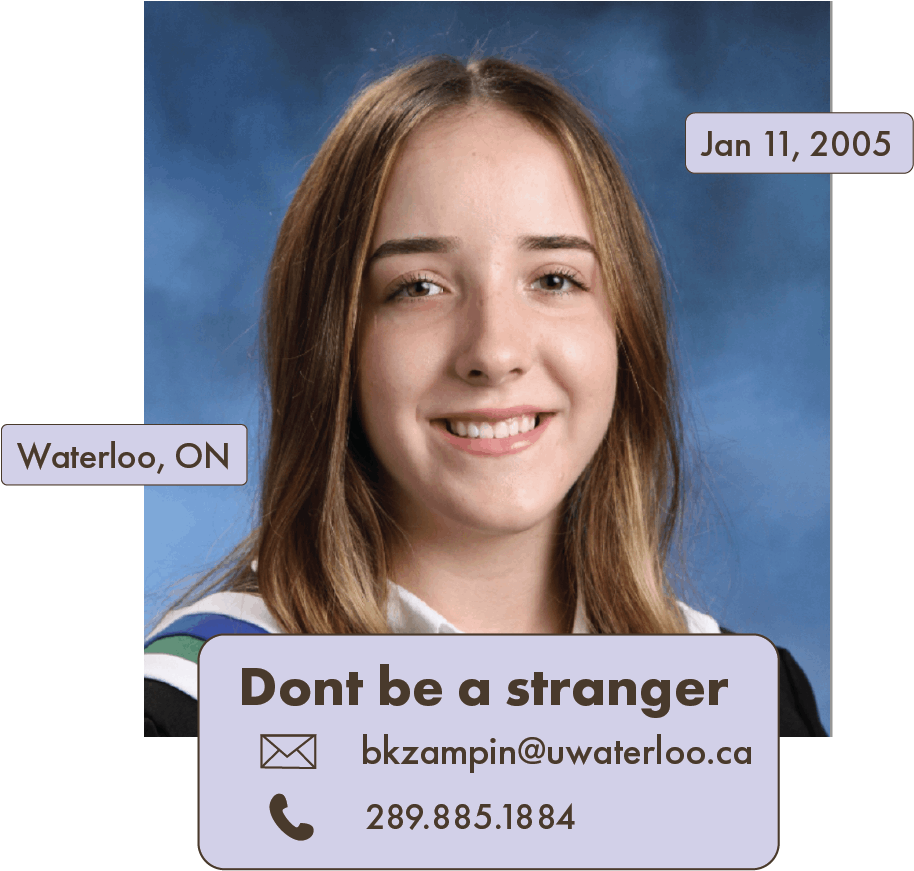 Jan 11, 2005
Waterloo, ON
Dont be a stranger
bkzampin@uwaterloo.ca
289.885.1884